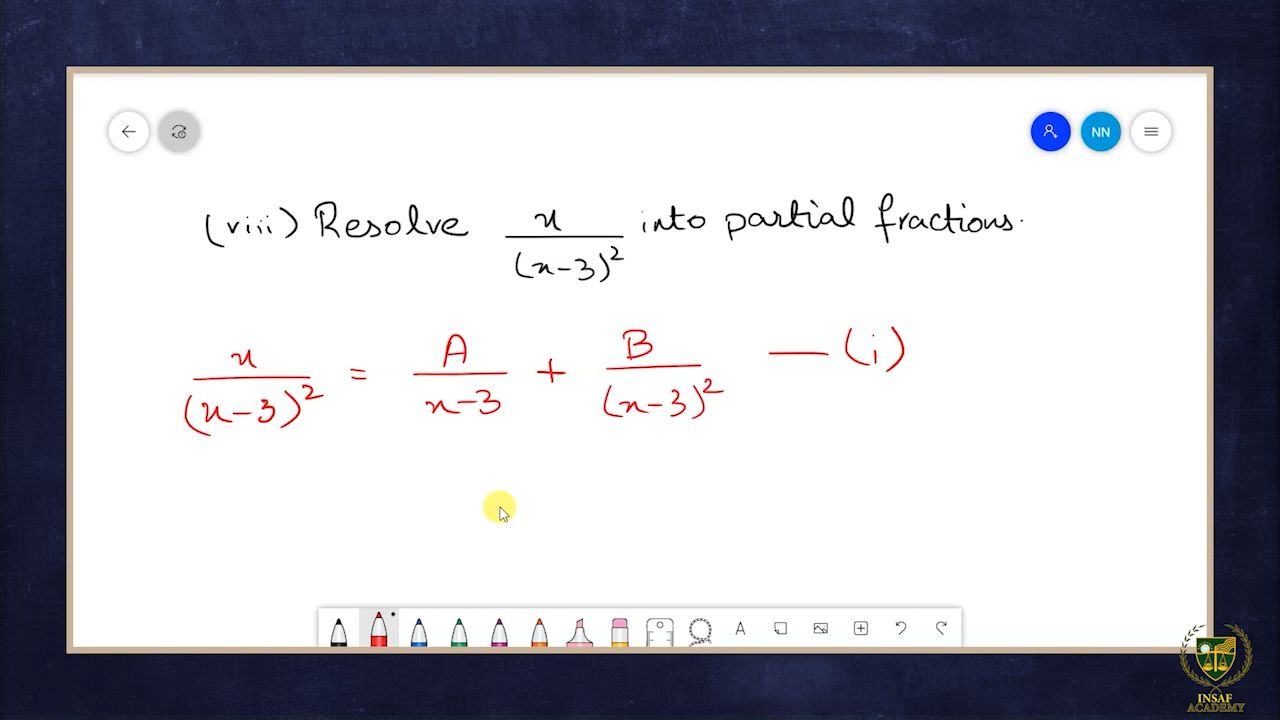 NN
(viii) Resolve x/(x-3)² into partial fractions.
x/(x-3)² = A/x-3 + B/(x-3)² — (i)
A
INSAF
ACADEMY